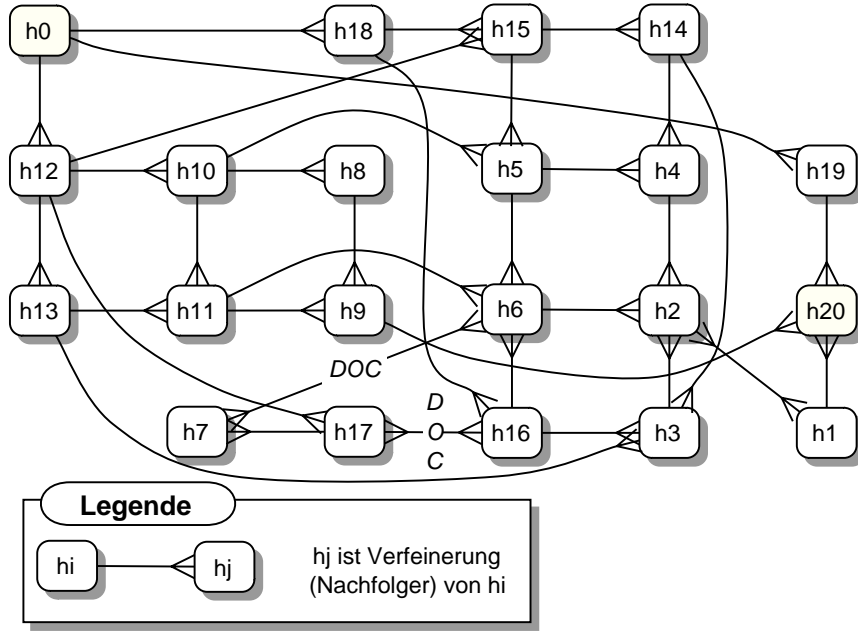 h0
h18
h15
h14
h12
h10
h8
h5
h4
h19
h13
h11
h9
h6
h2
h20
DOC
D
O
C
h7
h17
h16
h3
h1
Legende
hi
hj
hj ist Verfeinerung
(Nachfolger) von hi